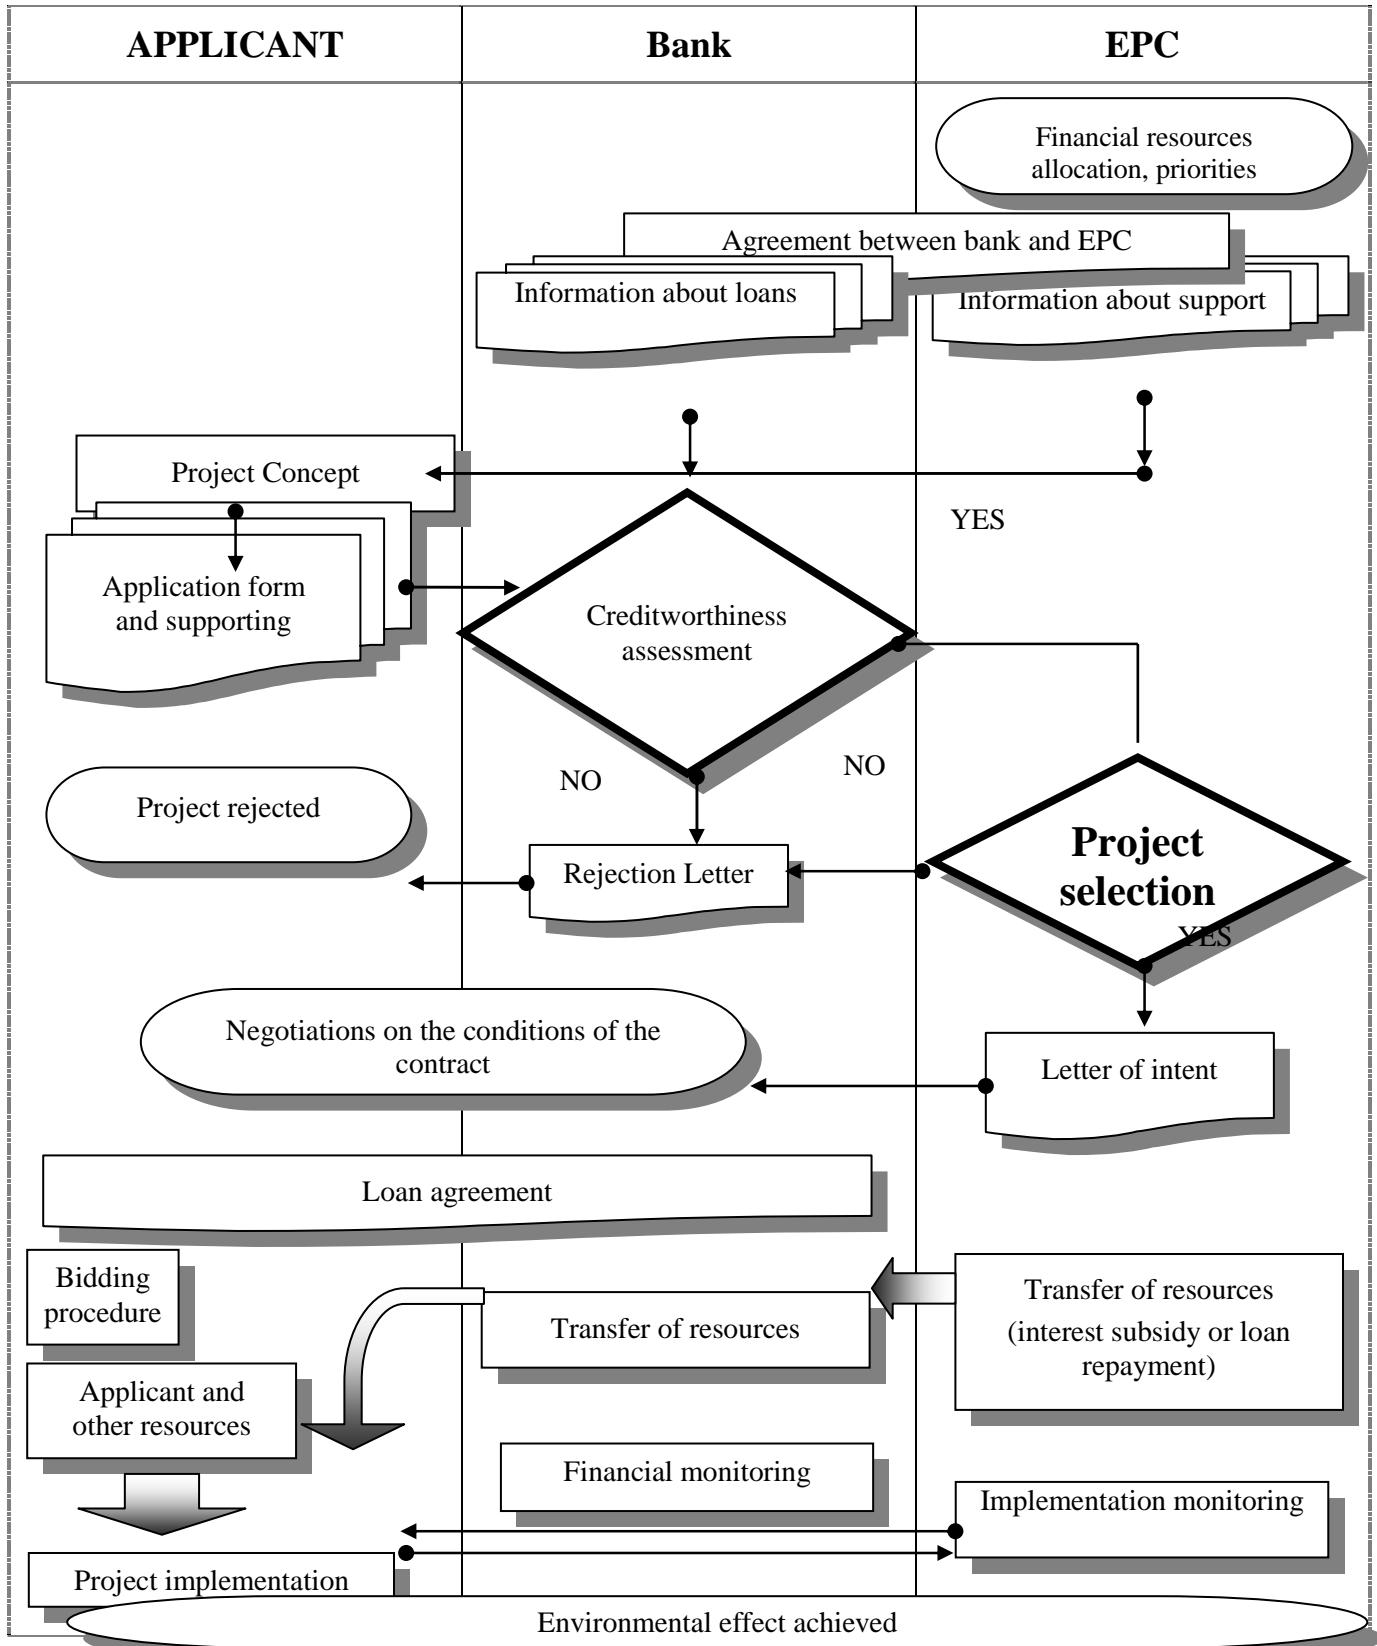 APPLICANT
Bank
EPC
Financial resources
allocation, priorities
Agreement between bank and EPC
Information about loans
Information about support
Project Concept
YES
Application form
and supporting
Creditworthiness
assessment
NO
NO
Project rejected
Project
selection
Rejection Letter
YES
Negotiations on the conditions of the
contract
Letter of intent
Loan agreement
Bidding
procedure
Transfer of resources
(interest subsidy or loan
repayment)
Transfer of resources
Applicant and
other resources
Financial monitoring
Implementation monitoring
Project implementation
Environmental effect achieved